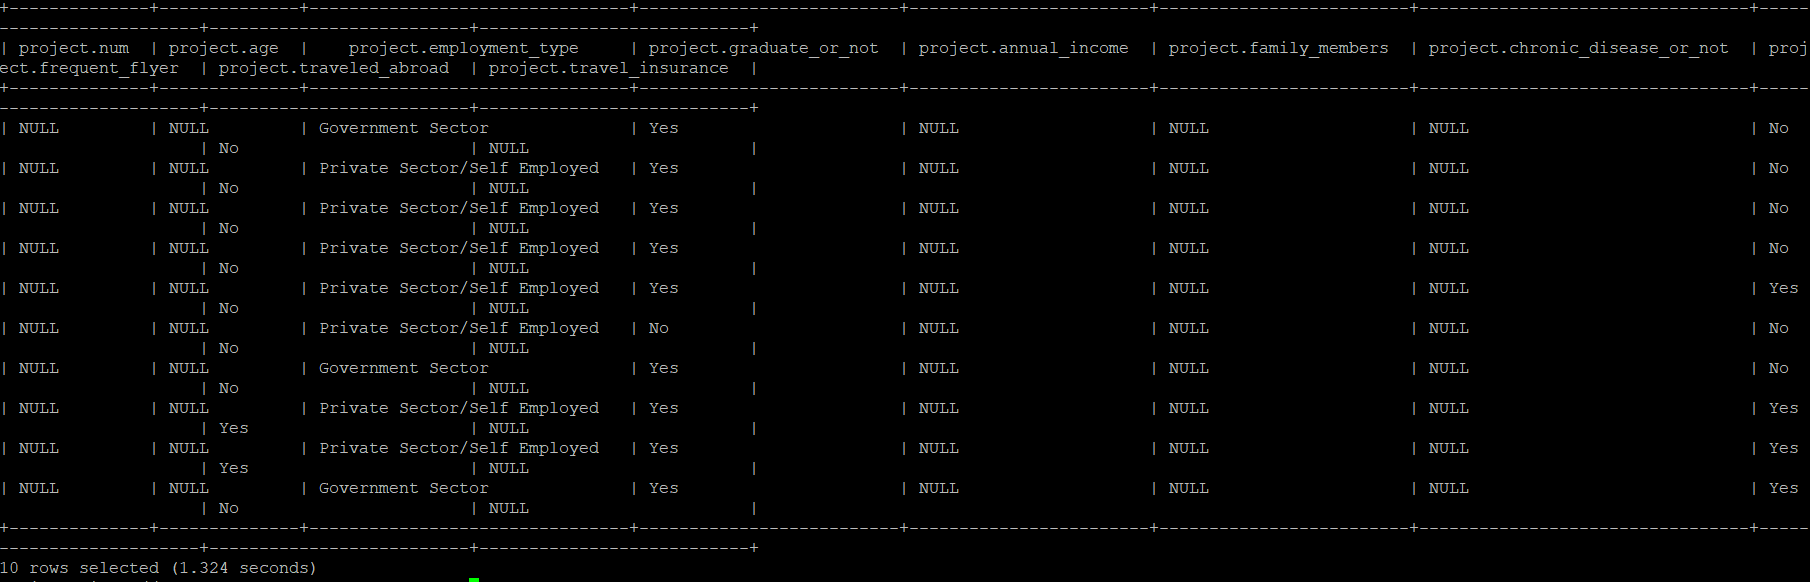 +--------------+--------------+--------------------------------+--------------------------+------------------------+-------------------------+---------------------------------+-----
--------------------+--------------------------+---------------------------+
| project.num  | project.age  |    project.employment_type     | project.graduate_or_not  | project.annual_income  | project.family_members  | project.chronic_disease_or_not  | proj
ect.frequent_flyer  | project.traveled_abroad  | project.travel_insurance  |
+--------------+--------------+--------------------------------+--------------------------+------------------------+-------------------------+---------------------------------+-----
--------------------+--------------------------+---------------------------+
| NULL         | NULL         | Government Sector              | Yes                      | NULL                   | NULL                    | NULL                            | No
                    | No                       | NULL                      |
| NULL         | NULL         | Private Sector/Self Employed   | Yes                      | NULL                   | NULL                    | NULL                            | No
                    | No                       | NULL                      |
| NULL         | NULL         | Private Sector/Self Employed   | Yes                      | NULL                   | NULL                    | NULL                            | No
                    | No                       | NULL                      |
| NULL         | NULL         | Private Sector/Self Employed   | Yes                      | NULL                   | NULL                    | NULL                            | No
                    | No                       | NULL                      |
| NULL         | NULL         | Private Sector/Self Employed   | Yes                      | NULL                   | NULL                    | NULL                            | Yes
                    | No                       | NULL                      |
| NULL         | NULL         | Private Sector/Self Employed   | No                       | NULL                   | NULL                    | NULL                            | No
                    | No                       | NULL                      |
| NULL         | NULL         | Government Sector              | Yes                      | NULL                   | NULL                    | NULL                            | No
                    | No                       | NULL                      |
| NULL         | NULL         | Private Sector/Self Employed   | Yes                      | NULL                   | NULL                    | NULL                            | Yes
                    | Yes                      | NULL                      |
| NULL         | NULL         | Private Sector/Self Employed   | Yes                      | NULL                   | NULL                    | NULL                            | Yes
                    | Yes                      | NULL                      |
| NULL         | NULL         | Government Sector              | Yes                      | NULL                   | NULL                    | NULL                            | Yes
                    | No                       | NULL                      |
+--------------+--------------+--------------------------------+--------------------------+------------------------+-------------------------+---------------------------------+-----
--------------------+--------------------------+---------------------------+
10 rows selected (1.324 seconds)